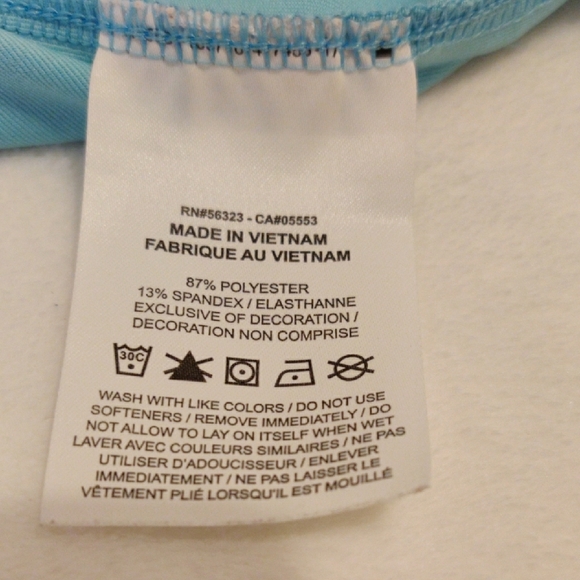 RN#56323 - CA#05553
MADE IN VIETNAM
FABRIQUE AU VIETNAM
87% POLYESTER
13% SPANDEX / ELASTHANNE
EXCLUSIVE OF DECORATION /
DECORATION NON COMPRISE
30C
WASH WITH LIKE COLORS / DO NOT USE
SOFTENERS / REMOVE IMMEDIATELY / DO
NOT ALLOW TO LAY ON ITSELF WHEN WET
LAVER AVEC COULEURS SIMILAIRES / NE PAS
UTILISER D'ADOUCISSEUR / ENLEVER
IMMEDIATEMENT / NE PAS LAISSER LE
VÊTEMENT PLIÉ LORSQU'IL EST MOUILLÉ